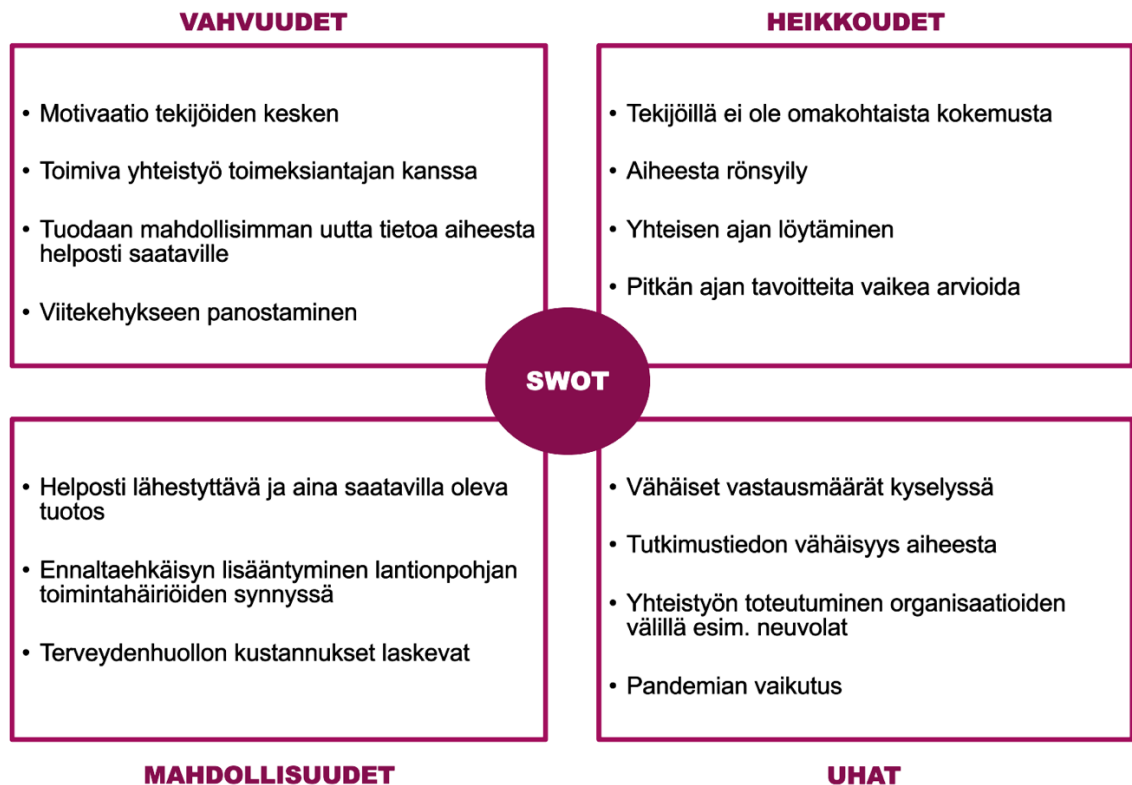 VAHVUUDET
• Motivaatio tekijöiden kesken
• Toimiva yhteistyö toimeksiantajan kanssa
• Tuodaan mahdollisimman uutta tietoa aiheesta
helposti saataville
• Viitekehykseen panostaminen
HEIKKOUDET
• Tekijöillä ei ole omakohtaista kokemusta
• Aiheesta rönsyily
• Yhteisen ajan löytäminen
• Pitkän ajan tavoitteita vaikea arvioida
SWOT
• Helposti lähestyttävä ja aina saatavilla oleva
tuotos
• Ennaltaehkäisyn lisääntyminen lantionpohjan
toimintahäiriöiden synnyssä
• Terveydenhuollon kustannukset laskevat
MAHDOLLISUUDET
• Vähäiset vastausmäärät kyselyssä
• Tutkimustiedon vähäisyys aiheesta
• Yhteistyön toteutuminen organisaatioiden
välillä esim. neuvolat
• Pandemian vaikutus
UHAT